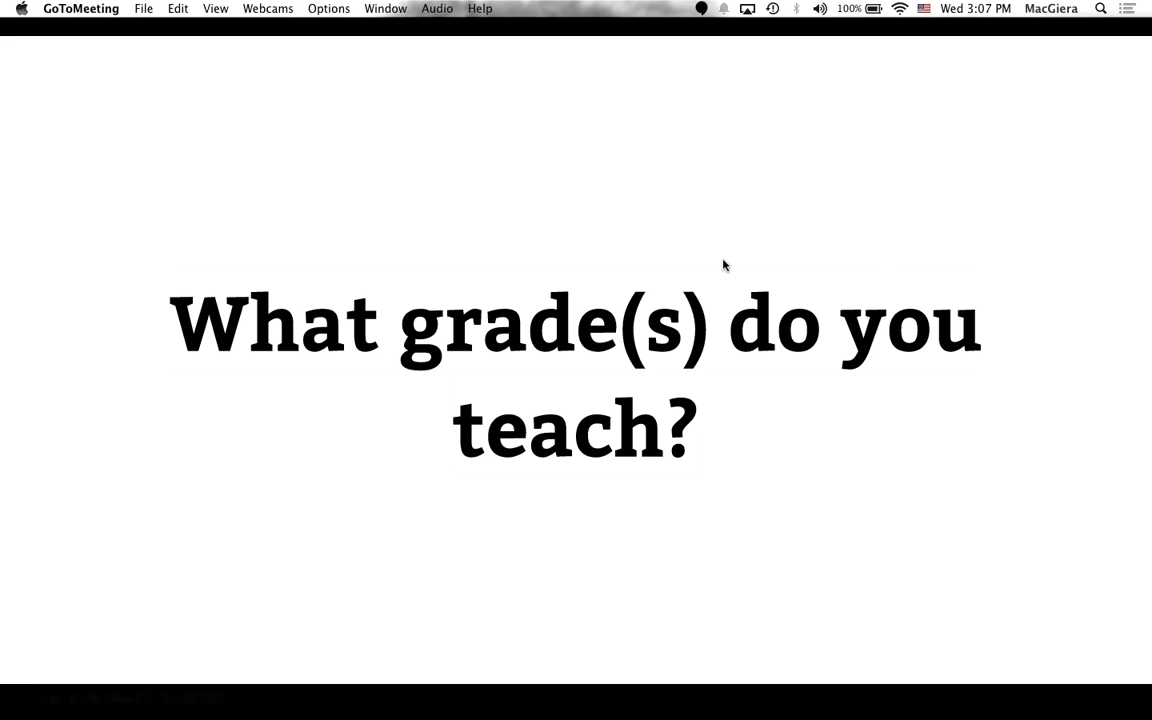 GoToMeeting File Edit View Webcams Options Window Audio Help 100% Wed 3:07 PM MacGiera
What grade(s) do you
teach?